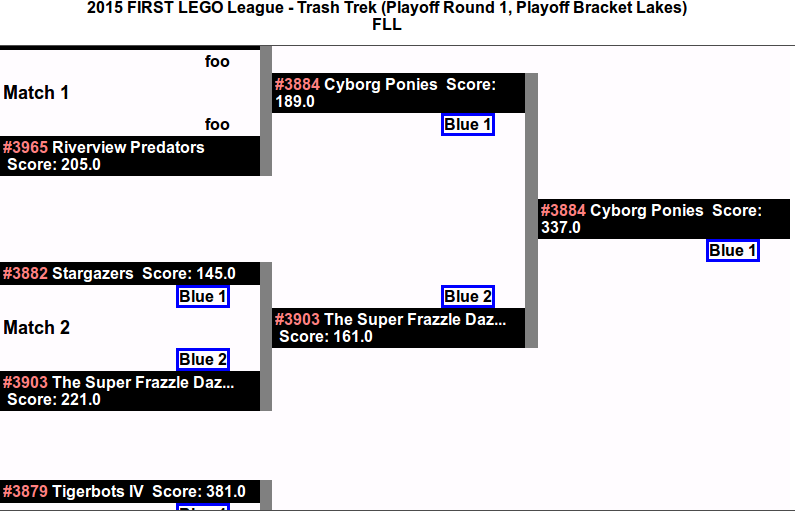 2015 FIRST LEGO League - Trash Trek (Playoff Round 1, Playoff Bracket Lakes)
FLL
foo
Match 1
foo
#3965 Riverview Predators
Score: 205.0
#3882 Stargazers Score: 145.0
Blue 1
Match 2
Blue 2
#3903 The Super Frazzle Daz...
Score: 221.0
#3879 Tigerbots IV Score: 381.0
#3884 Cyborg Ponies Score:
189.0
Blue 1
Blue 2
#3903 The Super Frazzle Daz...
Score: 161.0
#3884 Cyborg Ponies Score:
337.0
Blue 1